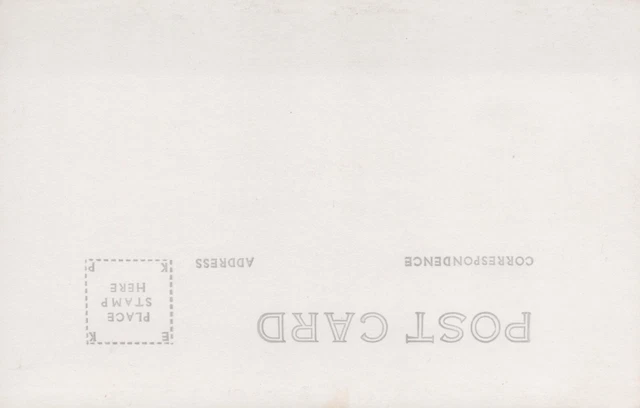 POST CARD
E K
PLACE
STAMP
HERE
K P
CORRESPONDENCE ADDRESS